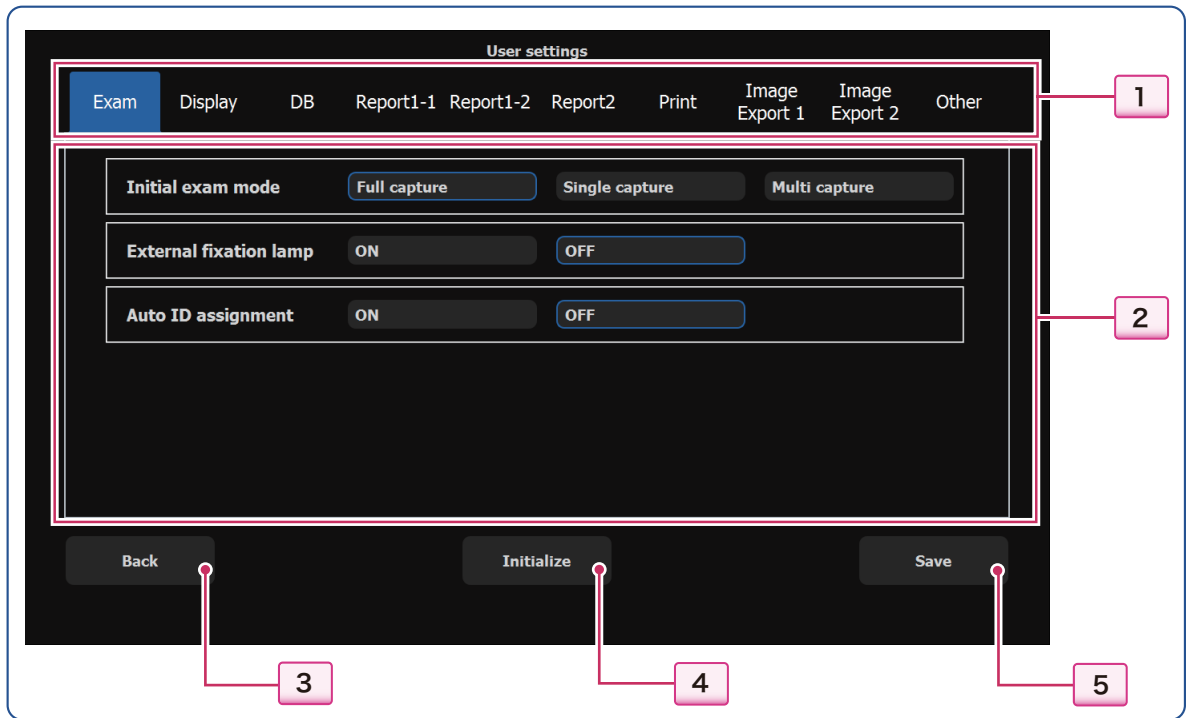 User settings
Exam Display DB Report1-1 Report1-2 Report2 Print Image Export 1 Image Export 2 Other
1
Initial exam mode Full capture Single capture Multi capture
External fixation lamp ON OFF
Auto ID assignment ON OFF
2
Back Initialize Save
3 4 5